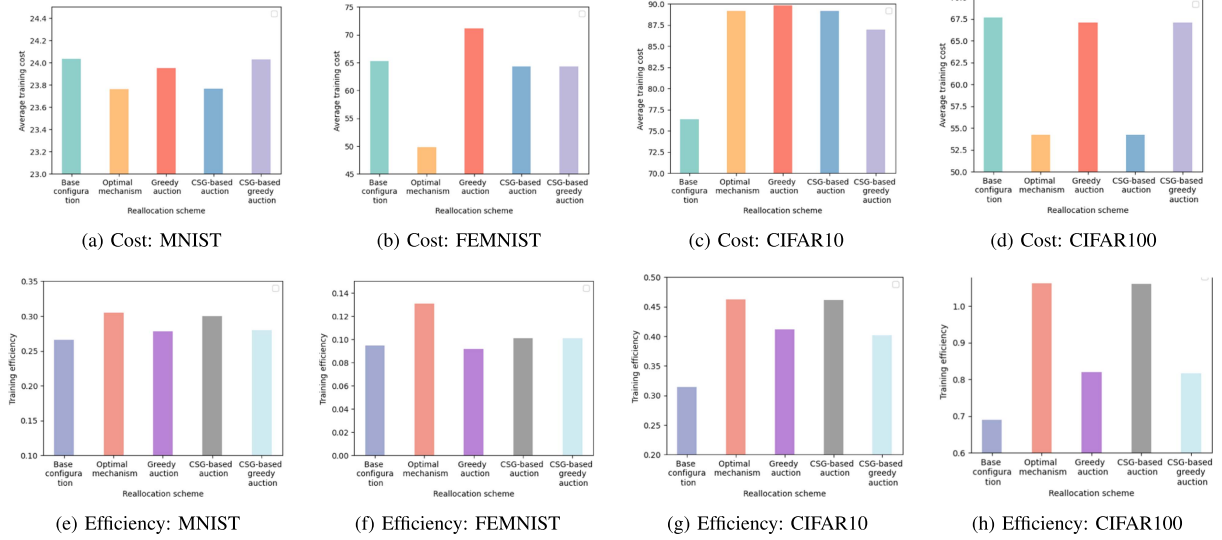 24.4
24.2
24.0
23.8
23.6
23.4
23.2
23.0
Average training cost
Base
configura
tion
Optimal
mechanism
Greedy
auction
CSG-based
auction
CSG-based
greedy
auction
Reallocation scheme
(a) Cost: MNIST
75
70
65
60
55
50
45
Average training cost
Base
configura
tion
Optimal
mechanism
Greedy
auction
CSG-based
auction
CSG-based
greedy
auction
Reallocation scheme
(b) Cost: FEMNIST
90.0
87.5
85.0
82.5
80.0
77.5
75.0
72.5
70.0
Average training cost
Base
configura
tion
Optimal
mechanism
Greedy
auction
CSG-based
auction
CSG-based
greedy
auction
Reallocation scheme
(c) Cost: CIFAR10
67.5
65.0
62.5
60.0
57.5
55.0
52.5
50.0
Average training cost
Base
configura
tion
Optimal
mechanism
Greedy
auction
CSG-based
auction
CSG-based
greedy
auction
Reallocation scheme
(d) Cost: CIFAR100
0.35
0.30
0.25
0.20
0.15
0.10
Training efficiency
Base
configura
tion
Optimal
mechanism
Greedy
auction
CSG-based
auction
CSG-based
greedy
auction
Reallocation scheme
(e) Efficiency: MNIST
0.14
0.12
0.10
0.08
0.06
0.04
0.02
0.00
Training efficiency
Base
configura
tion
Optimal
mechanism
Greedy
auction
CSG-based
auction
CSG-based
greedy
auction
Reallocation scheme
(f) Efficiency: FEMNIST
0.50
0.45
0.40
0.35
0.30
0.25
0.20
Training efficiency
Base
configura
tion
Optimal
mechanism
Greedy
auction
CSG-based
auction
CSG-based
greedy
auction
Reallocation scheme
(g) Efficiency: CIFAR10
1.0
0.9
0.8
0.7
0.6
Training efficiency
Base
configura
tion
Optimal
mechanism
Greedy
auction
CSG-based
auction
CSG-based
greedy
auction
Reallocation scheme
(h) Efficiency: CIFAR100